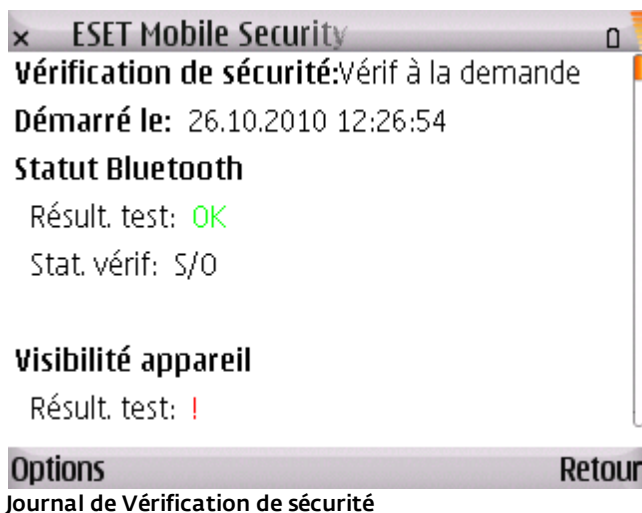 × ESET Mobile Security
Vérification de sécurité:Vérif à la demande
Démarré le: 26.10.2010 12:26:54
Statut Bluetooth
Résult. test: OK
Stat. vérif: S/O
Visibilité appareil
Résult. test: !
Options Retour
Journal de Vérification de sécurité